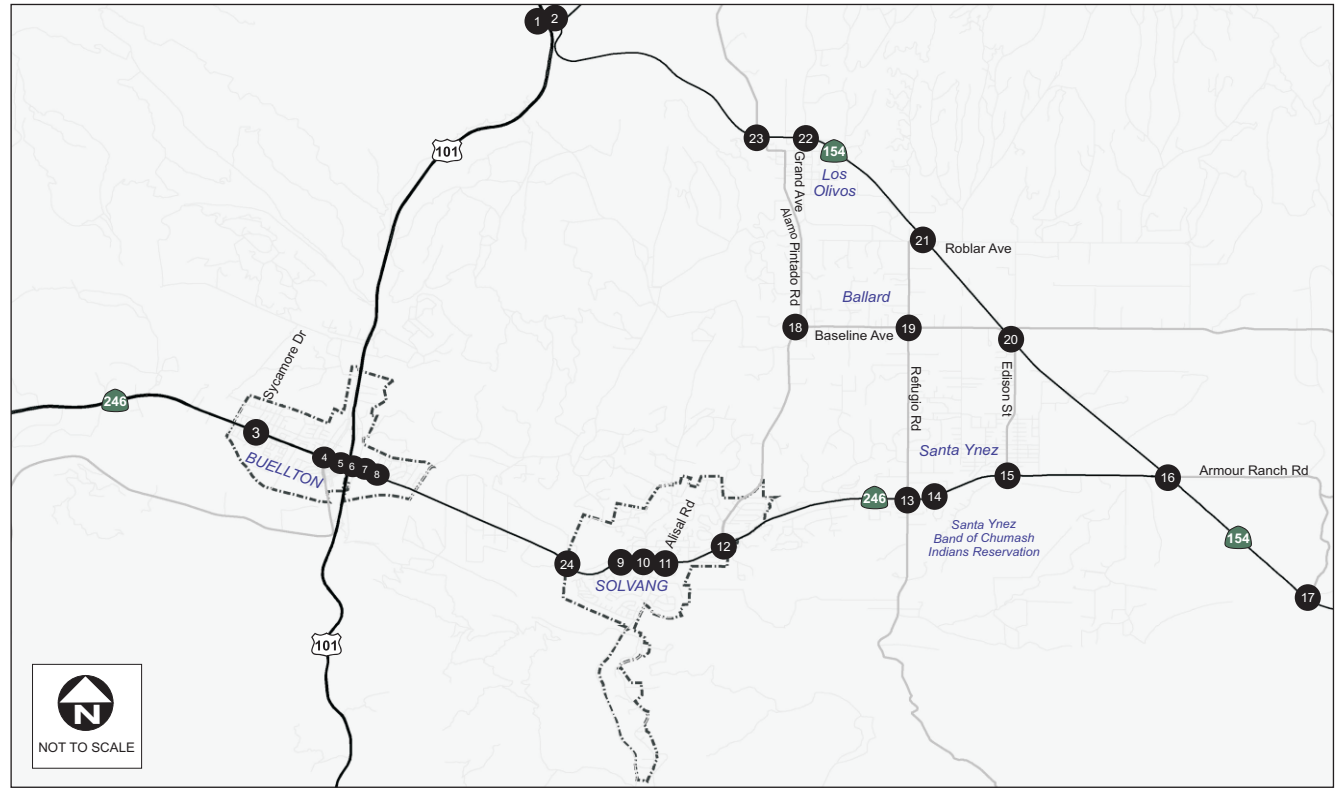 1
2
101
23
22
154
Grand Ave
Los
Olivos
Alamo Pintado Rd
21
Roblar Ave
Ballard
18
Baseline Ave
19
20
Sycamore Dr
246
Refugio Rd
Edison St
3
BUELLTON
4
5
6
7
8
Santa Ynez
15
16
Armour Ranch Rd
246
13
14
Alisal Rd
Santa Ynez
Band of Chumash
Indians Reservation
154
12
24
9
10
11
SOLVANG
17
101
N
NOT TO SCALE